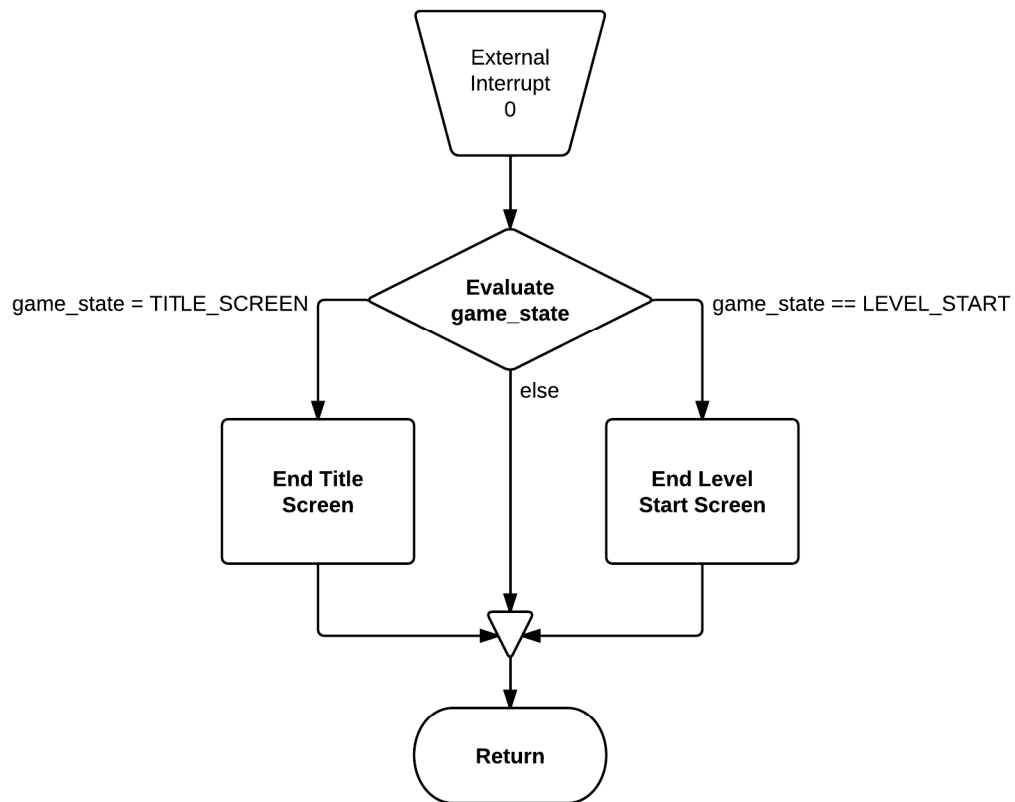 External
Interrupt
0
Evaluate
game_state
game_state = TITLE_SCREEN
game_state == LEVEL_START
else
End Title
Screen
End Level
Start Screen
Return